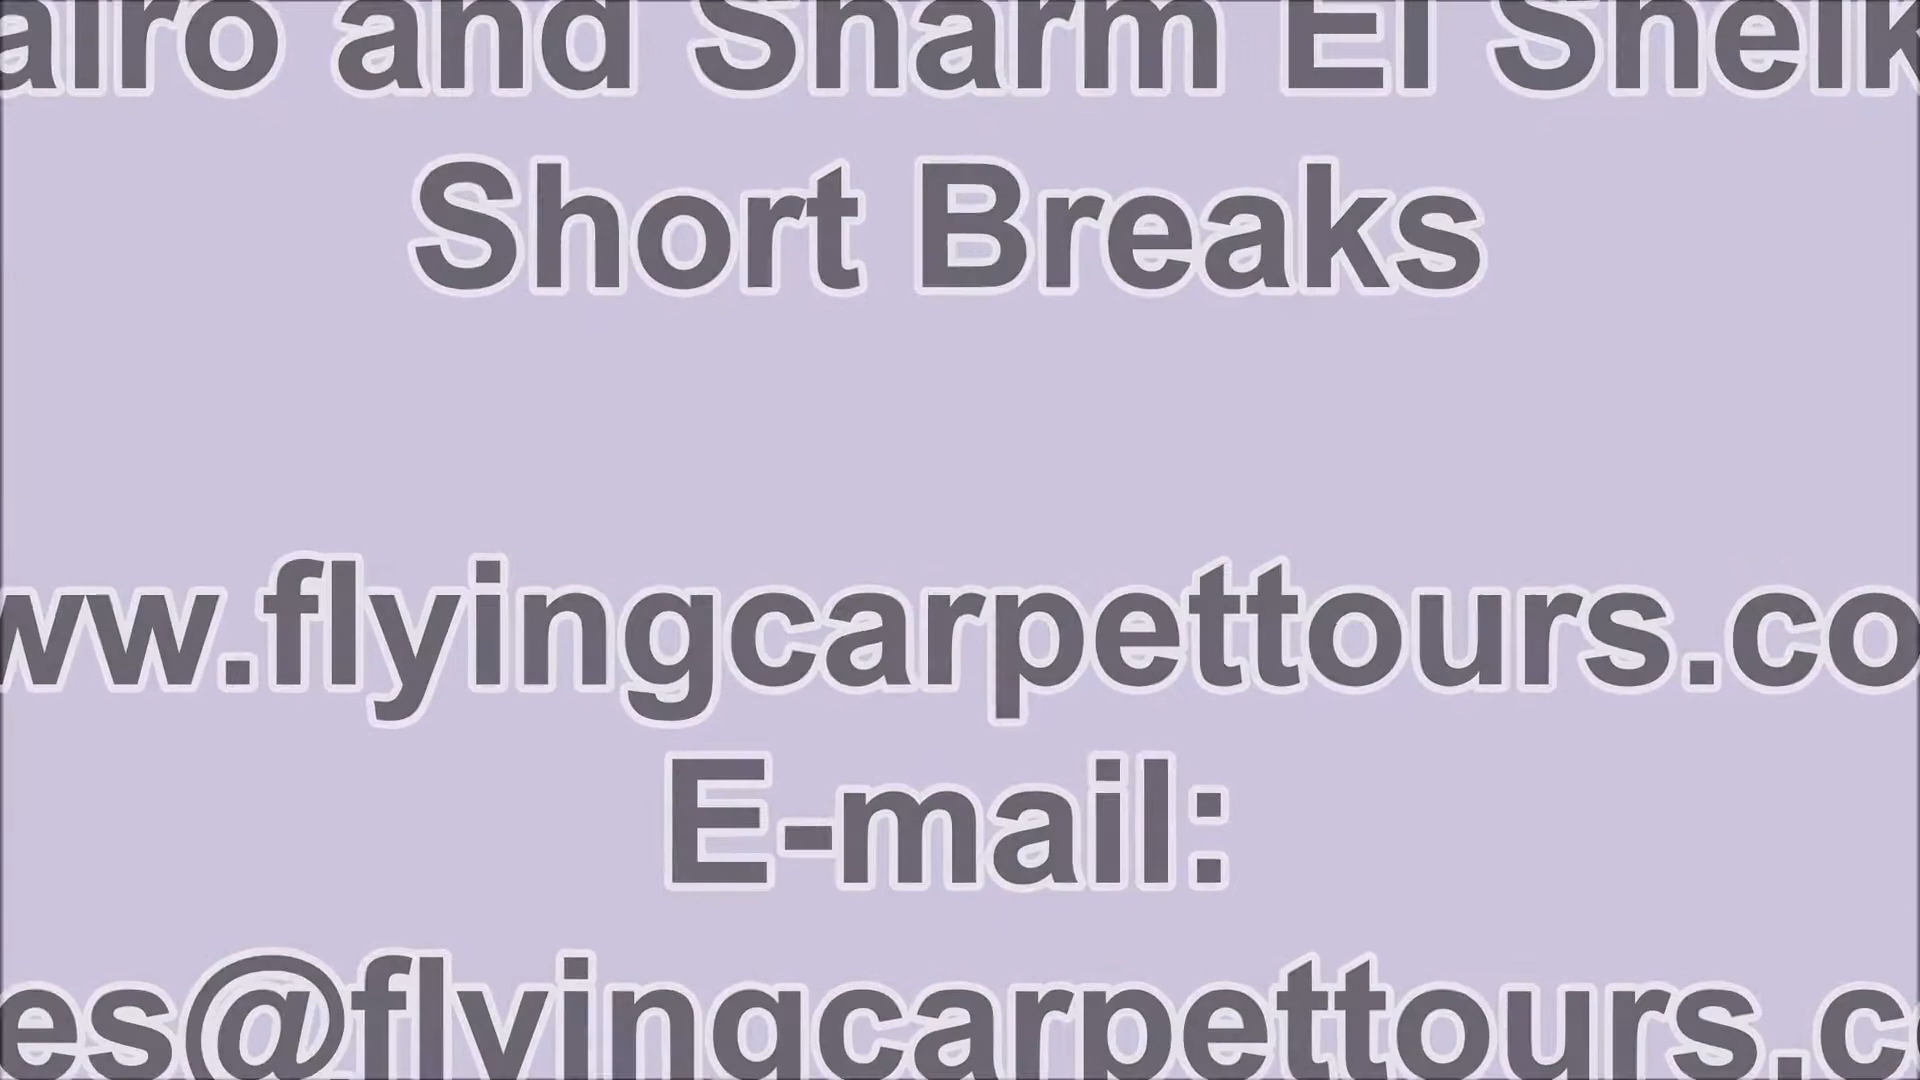 airo and Sharm El Sheik
Short Breaks
ww.flyingcarpettours.co
E-mail:
es@flyingcarpettours.c